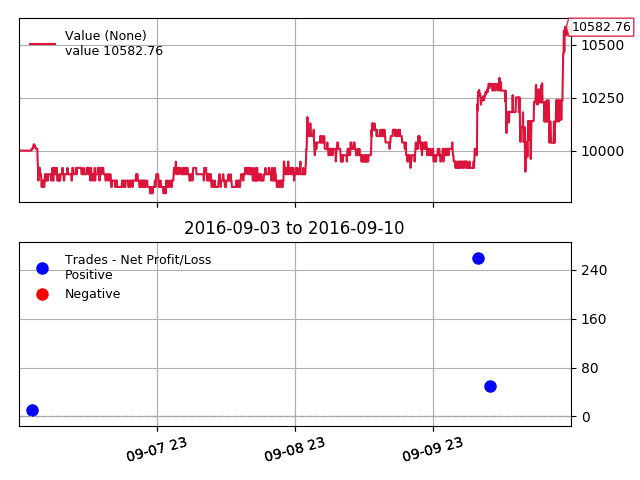 Value (None)
value 10582.76
10582.76
10500
10250
10000
2016-09-03 to 2016-09-10
Trades - Net Profit/Loss
Positive
Negative
240
160
80
0
09-07 23
09-08 23
09-09 23